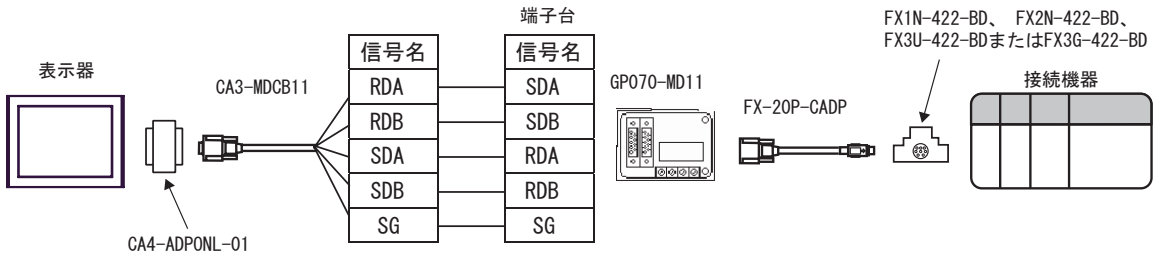 FX1N-422-BD、 FX2N-422-BD、
FX3U-422-BDまたはFX3G-422-BD
端子台
表示器
CA3-MDCB11
信号名 信号名
GP070-MD11
FX-20P-CADP
接続機器
RDA SDA
RDB SDB
SDA RDA
SDB RDB
SG SG
CA4-ADPONL-01